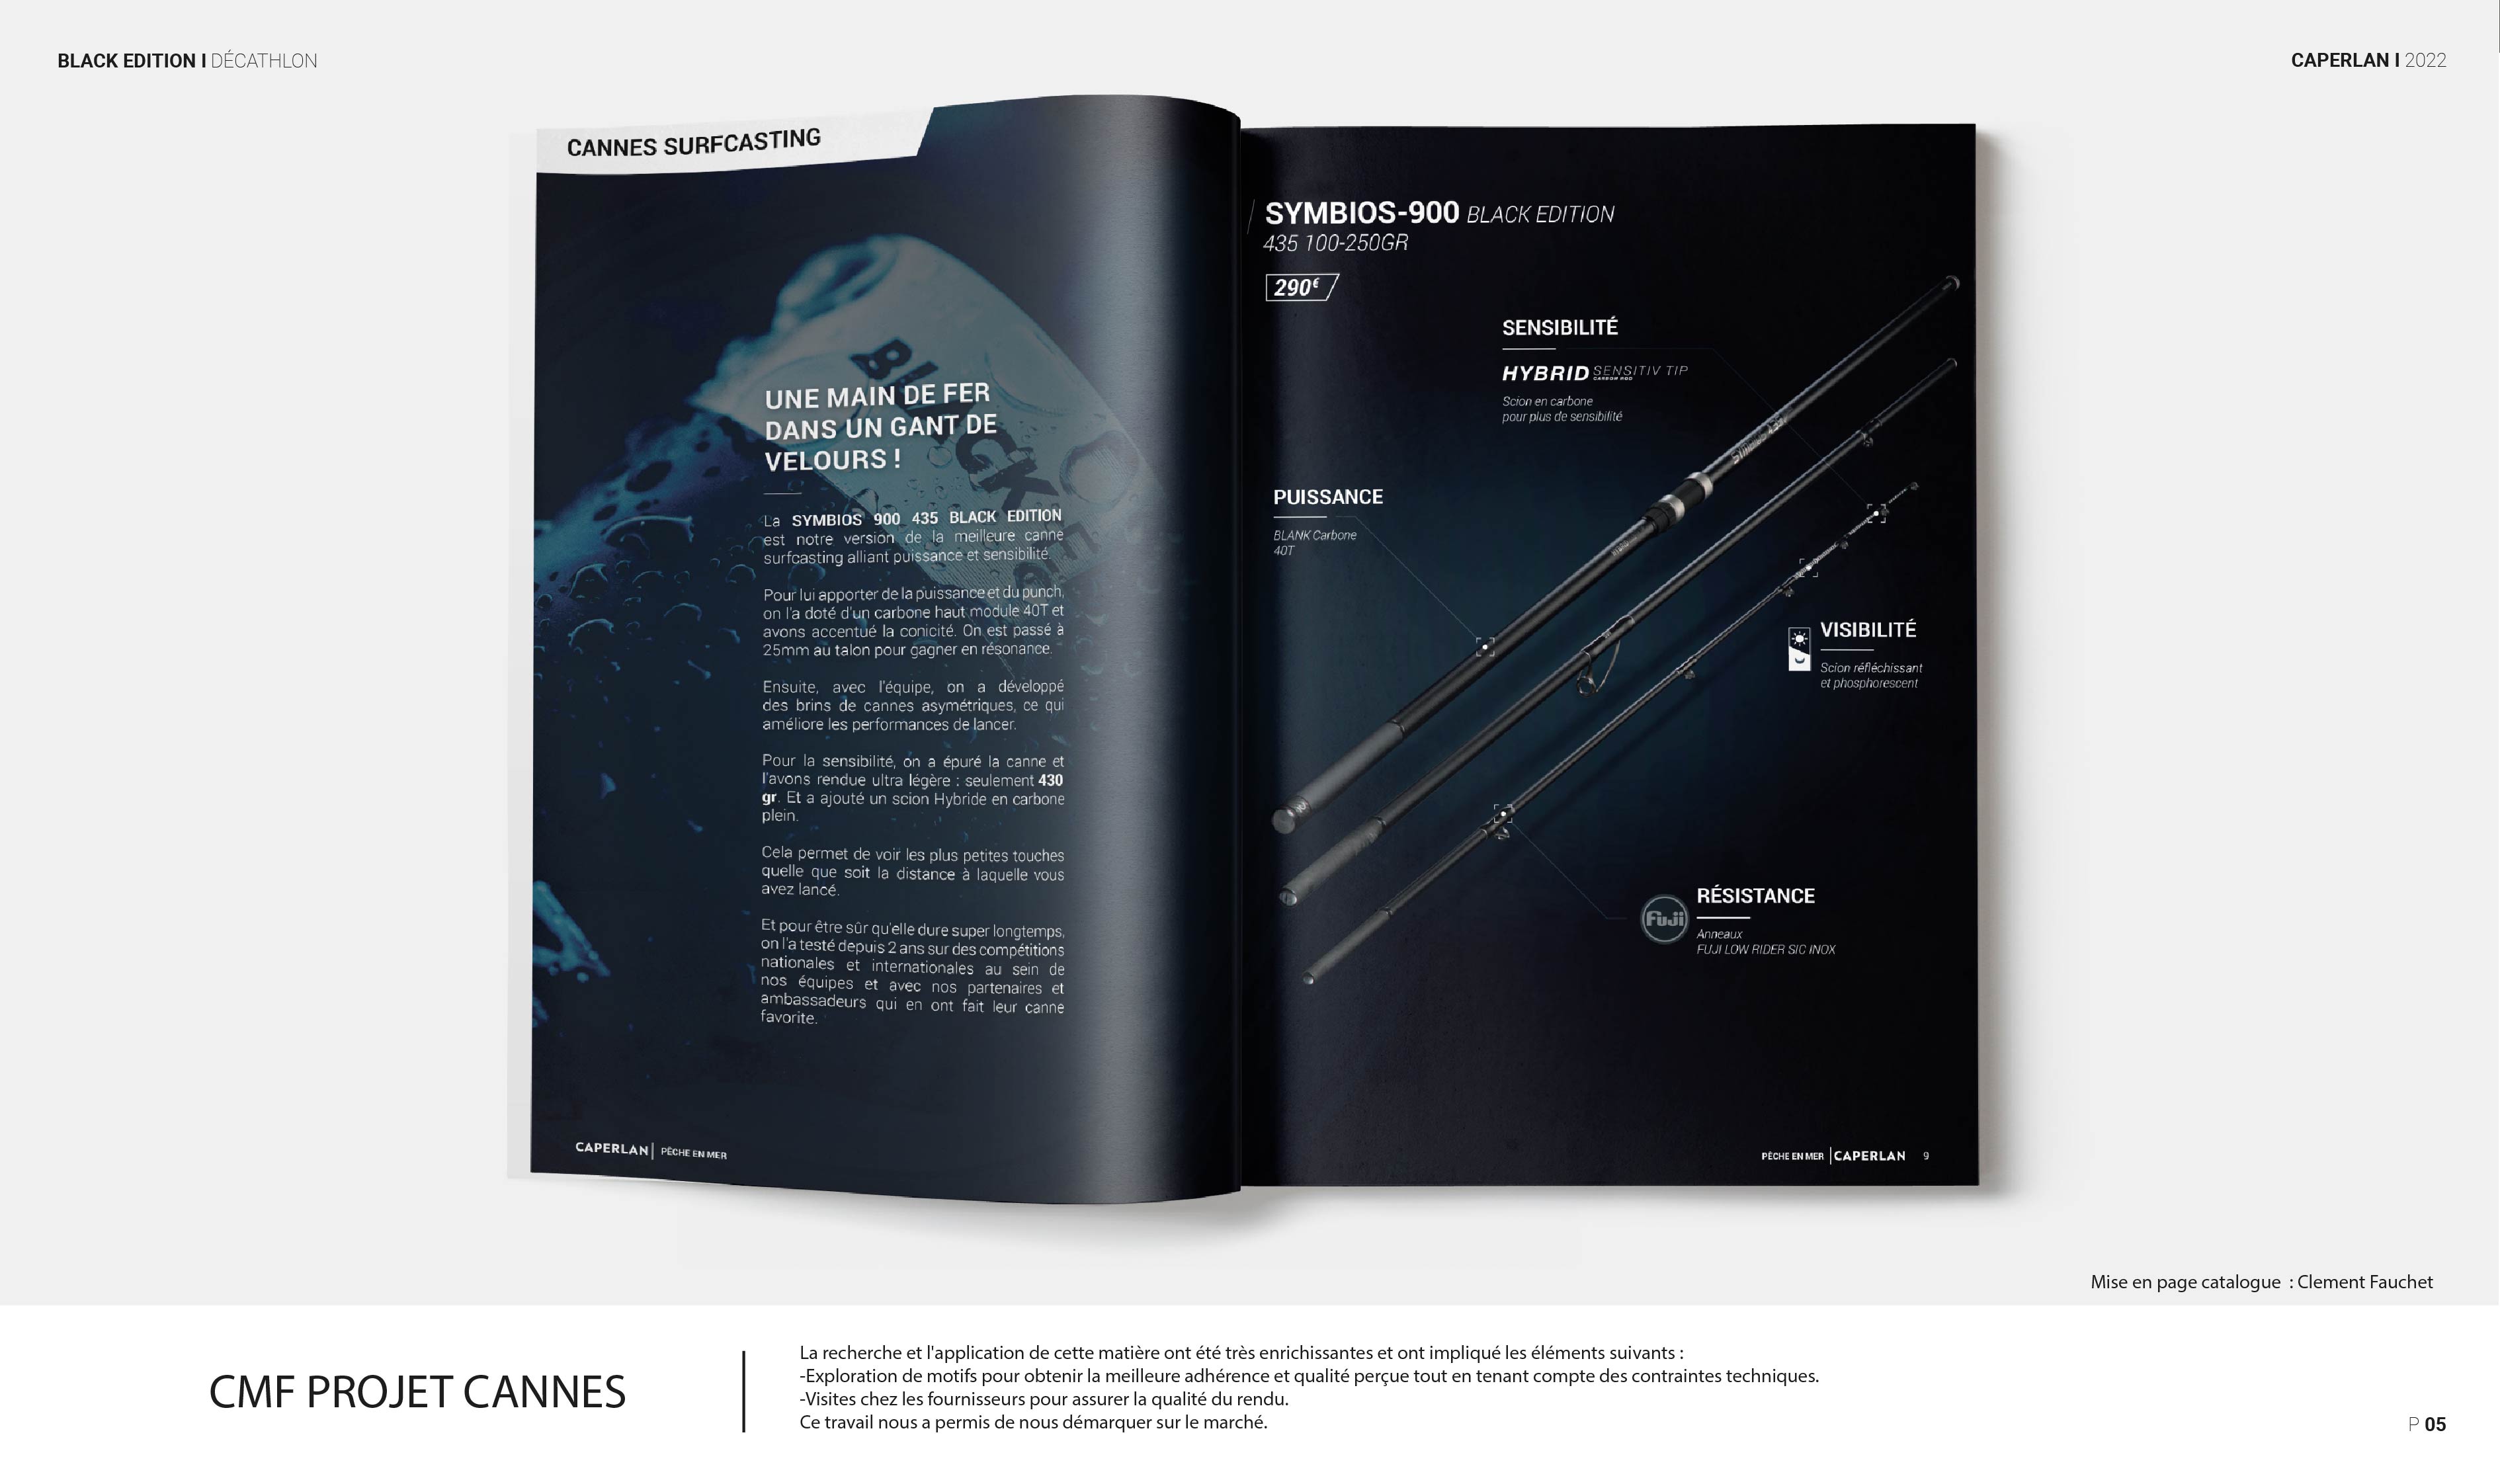 BLACK EDITION I DÉCATHLON
CAPERLAN I 2022
CANNES SURFCASTING
BLACK
UNE MAIN DE FER
DANS UN GANT DE
VELOURS !
La SYMBIOS 900 435 BLACK EDITION
est notre version de la meilleure canne
surfcasting alliant puissance et sensibilité.
Pour lui apporter de la puissance et du punch,
on l'a doté d'un carbone haut module 40T et
avons accentué la conicité. On est passé à
25mm au talon pour gagner en résonance.
Ensuite, avec l'équipe, on a développé
des brins de cannes asymétriques, ce qui
améliore les performances de lancer.
Pour la sensibilité, on a épuré la canne et
l'avons rendue ultra légère : seulement 430
gr. Et a ajouté un scion Hybride en carbone
plein.
Cela permet de voir les plus petites touches
quelle que soit la distance à laquelle vous
avez lancé.
Et pour être sûr qu'elle dure super longtemps,
on l'a testé depuis 2 ans sur des compétitions
nationales et internationales au sein de
nos équipes et avec nos partenaires et
ambassadeurs qui en ont fait leur canne
favorite.
CAPERLAN | PÊCHE EN MER
SYMBIOS-900 BLACK EDITION
435 100-250GR
290€
SENSIBILITÉ
HYBRID SENSITIV TIP
CARBON ROD
Scion en carbone
pour plus de sensibilité
PUISSANCE
BLANK Carbone
40T
VISIBILITÉ
Scion réfléchissant
et phosphorescent
RÉSISTANCE
Fuji
Anneaux
FUJI LOW RIDER SIC INOX
PÊCHE EN MER | CAPERLAN 9
Mise en page catalogue : Clement Fauchet
CMF PROJET CANNES
La recherche et l'application de cette matière ont été très enrichissantes et ont impliqué les éléments suivants :
-Exploration de motifs pour obtenir la meilleure adhérence et qualité perçue tout en tenant compte des contraintes techniques.
-Visites chez les fournisseurs pour assurer la qualité du rendu.
Ce travail nous a permis de nous démarquer sur le marché.
P 05